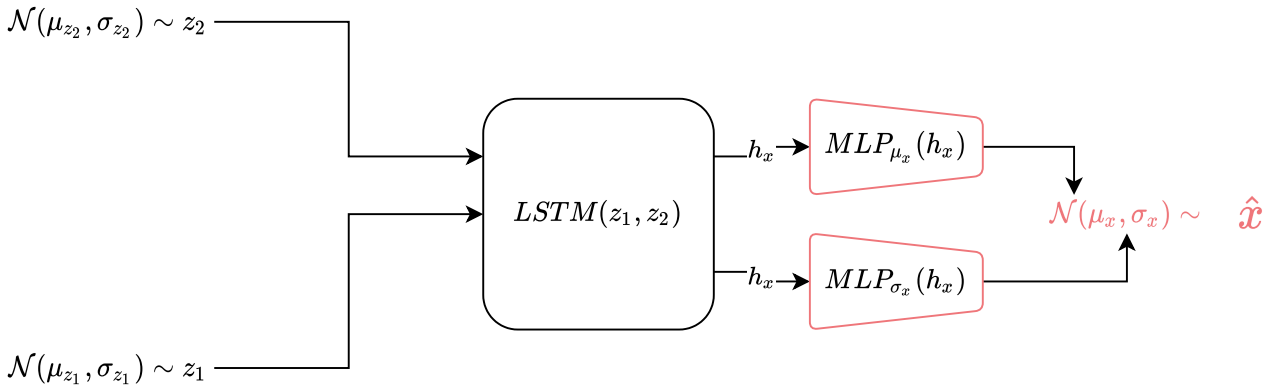 𝒩(μ_{z_2}, σ_{z_2}) ∼ z_2
h_x
MLP_{μ_x}(h_x)
LSTM(z_1, z_2)
𝒩(μ_x, σ_x) ∼ x̂
h_x
MLP_{σ_x}(h_x)
𝒩(μ_{z_1}, σ_{z_1}) ∼ z_1